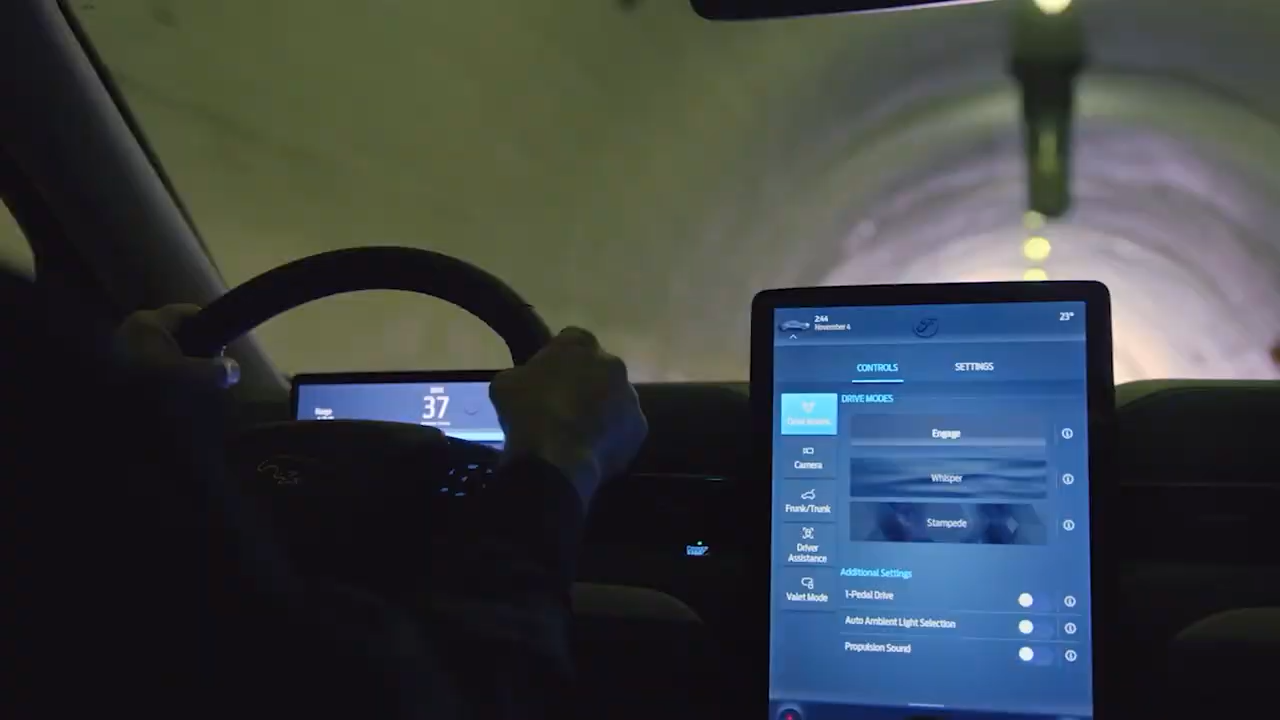 Range
37
2:44
November 4
23°
CONTROLS
SETTINGS
DRIVE MODES
Engage
Whisper
Stampede
Camera
Frunk/Trunk
Driver
Assistance
Valet Mode
Additional Settings
1-Pedal Drive
Auto Ambient Light Selection
Propulsion Sound